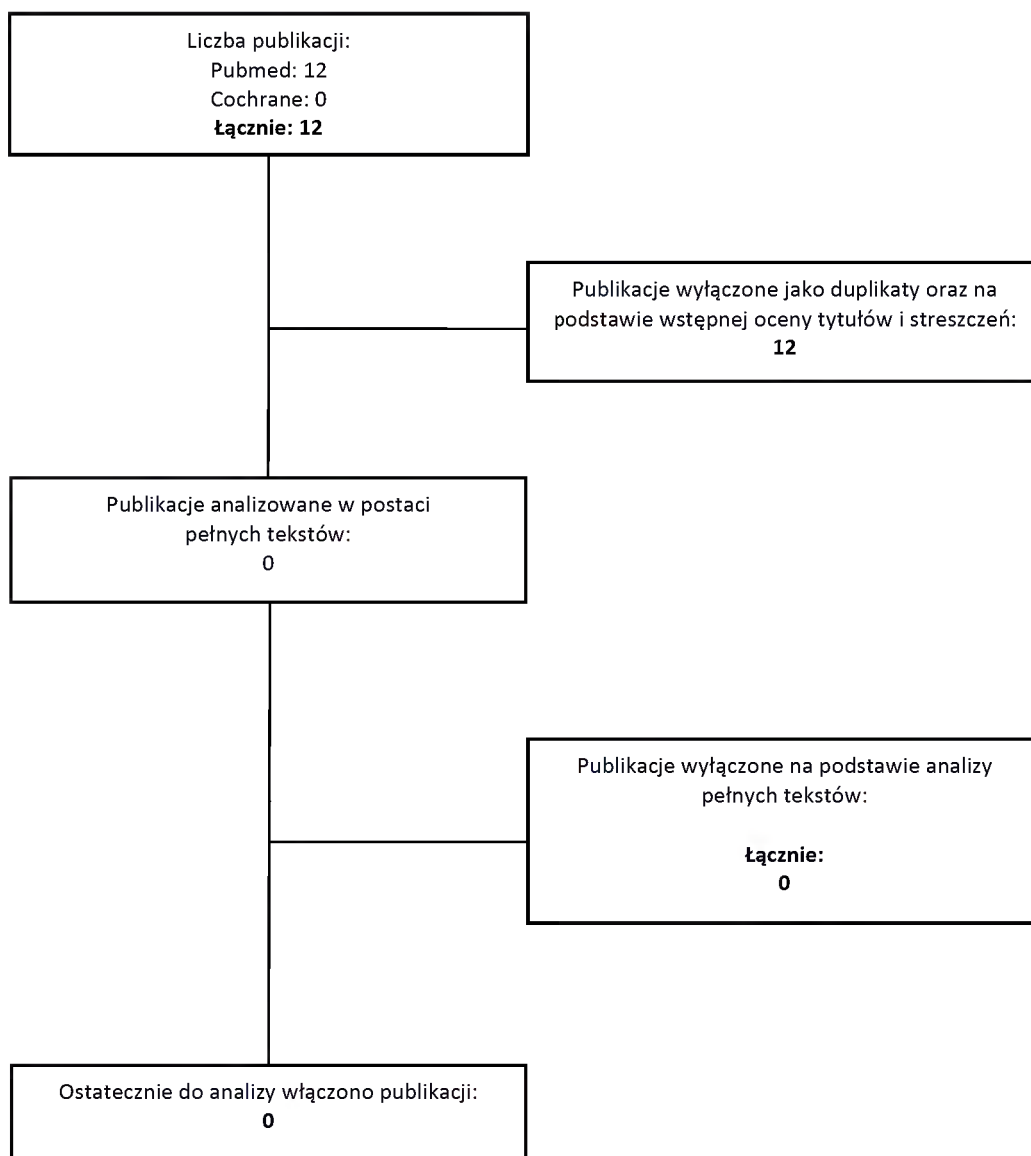 Liczba publikacji:
Pubmed: 12
Cochrane: 0
Łącznie: 12
Publikacje wyłączone jako duplikaty oraz na
podstawie wstępnej oceny tytułów i streszczeń:
12
Publikacje analizowane w postaci
pełnych tekstów:
0
Publikacje wyłączone na podstawie analizy
pełnych tekstów:
Łącznie:
0
Ostatecznie do analizy włączono publikacji:
0